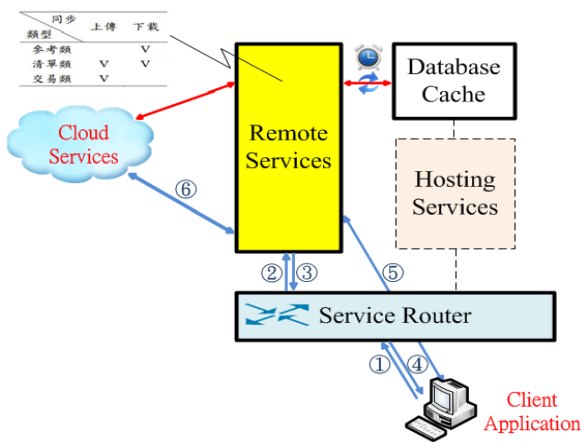 同步
類型
上傳 下載
參考類 V
清單類 V V
交易類 V
Cloud
Services
Remote
Services
Database
Cache
Hosting
Services
⑥
② ③
⑤
Service Router
① ④
Client
Application